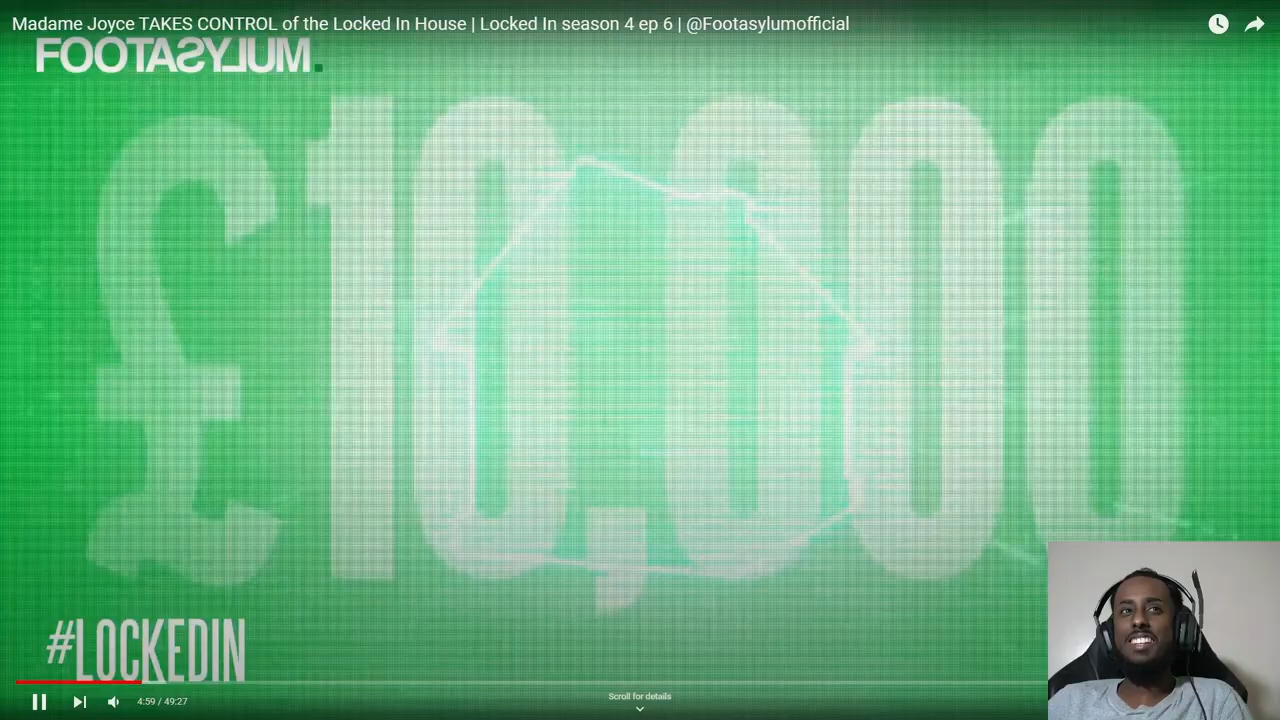 Madame Joyce TAKES CONTROL of the Locked In House | Locked In season 4 ep 6 | @Footasylumofficial
FOOTASYLUM.
£10,000
#LOCKEDIN
4:59 / 49:27
Scroll for details